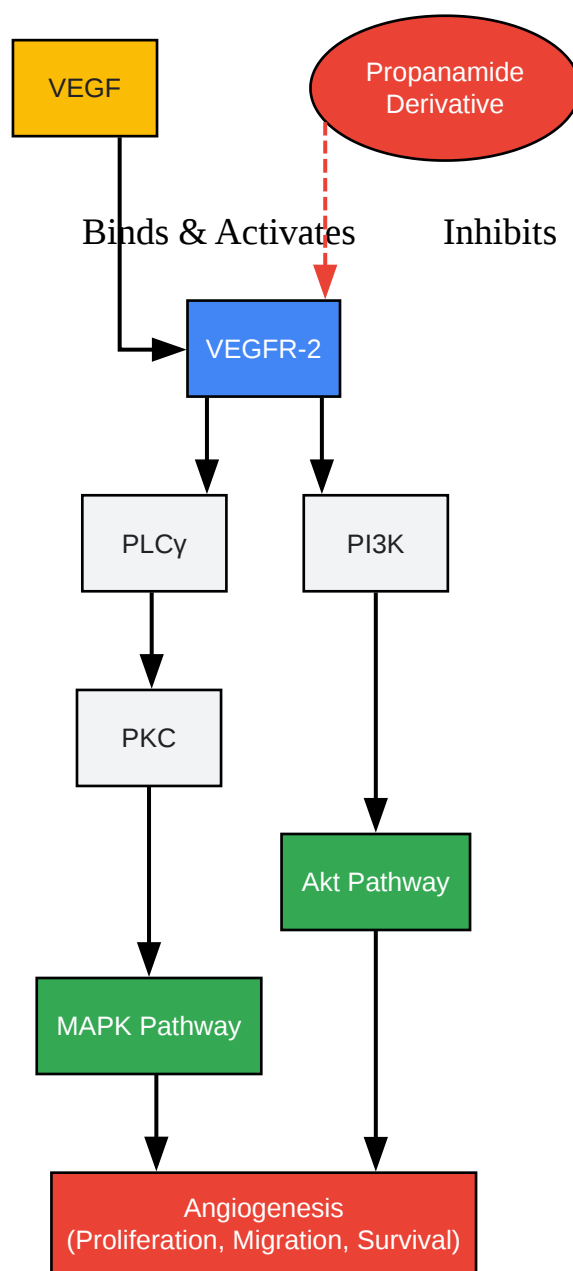 VEGF
Propanamide
Derivative
Binds & Activates
Inhibits
VEGFR-2
PLCγ
PI3K
PKC
Akt Pathway
MAPK Pathway
Angiogenesis
(Proliferation, Migration, Survival)